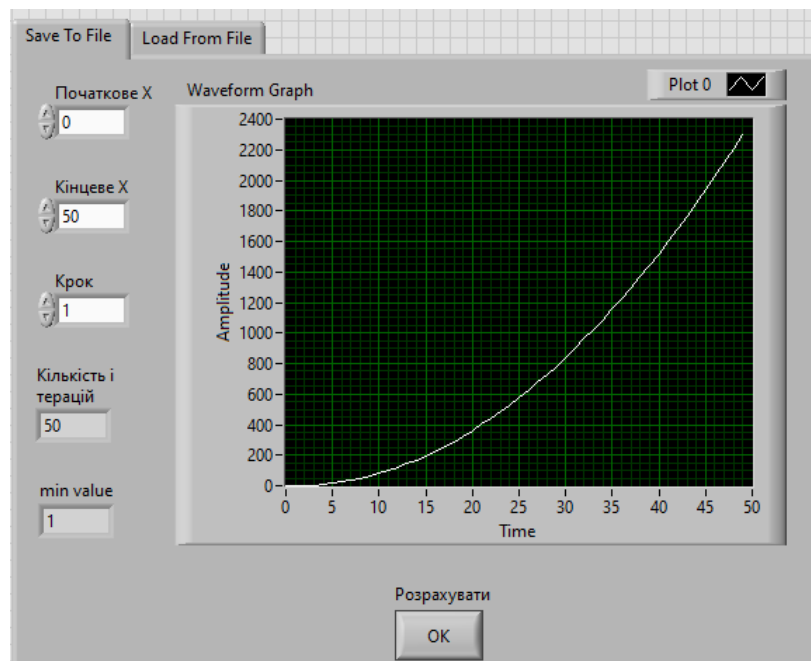 Save To File
Load From File
Початкове X
0
Кінцеве X
50
Крок
1
Кількість і
терацій
50
min value
1
Waveform Graph
Plot 0
Amplitude
2400
2200
2000
1800
1600
1400
1200
1000
800
600
400
200
0
0 5 10 15 20 25 30 35 40 45 50
Time
Розрахувати
OK